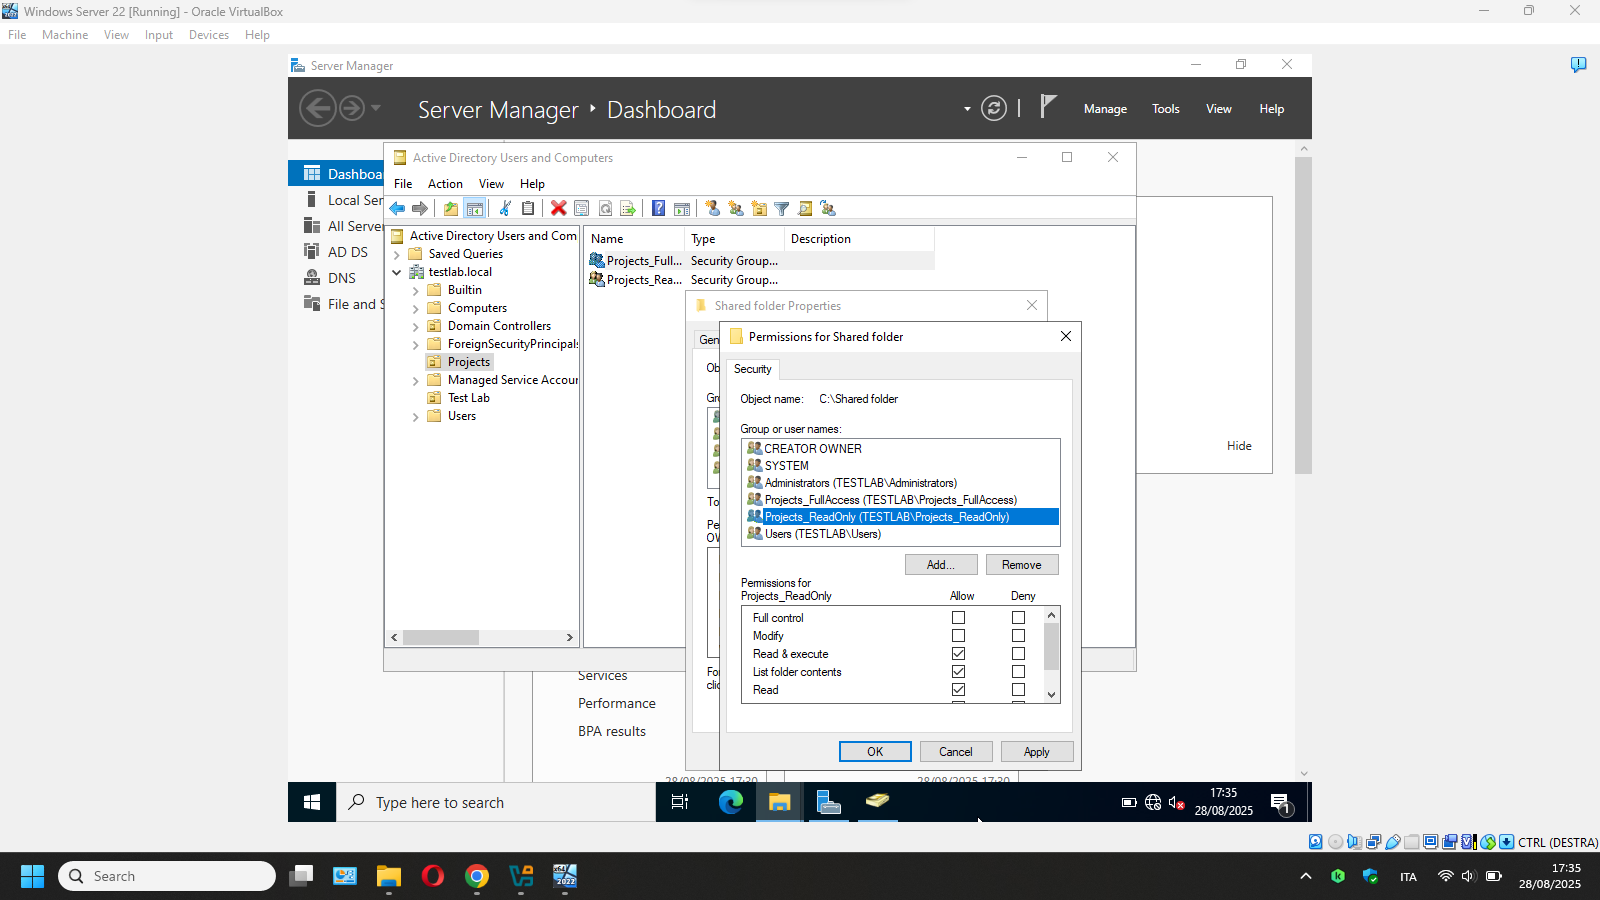 Windows Server 22 [Running] - Oracle VirtualBox
File Machine View Input Devices Help
Server Manager
Server Manager Dashboard
Manage Tools View Help
Dashboa
Local Ser
All Server
AD DS
DNS
File and S
Active Directory Users and Computers
File Action View Help
Active Directory Users and Com
Saved Queries
testlab.local
Builtin
Computers
Domain Controllers
ForeignSecurityPrincipals
Projects
Managed Service Accour
Test Lab
Users
Name Type Description
Projects_Full... Security Group...
Projects_Rea... Security Group...
Shared folder Properties
Gen
Ob
Gro
To
Pe
OW
For
clic
Permissions for Shared folder
Security
Object name: C:\Shared folder
Group or user names:
CREATOR OWNER
SYSTEM
Administrators (TESTLAB\Administrators)
Projects_FullAccess (TESTLAB\Projects_FullAccess)
Projects_ReadOnly (TESTLAB\Projects_ReadOnly)
Users (TESTLAB\Users)
Add... Remove
Permissions for
Projects_ReadOnly Allow Deny
Full control
Modify
Read & execute
List folder contents
Read
OK Cancel Apply
Hide
Services
Performance
BPA results
28/08/2025 17:30 28/08/2025 17:30
Type here to search
17:35
28/08/2025
1
CTRL (DESTRA)
Search
ITA
17:35
28/08/2025